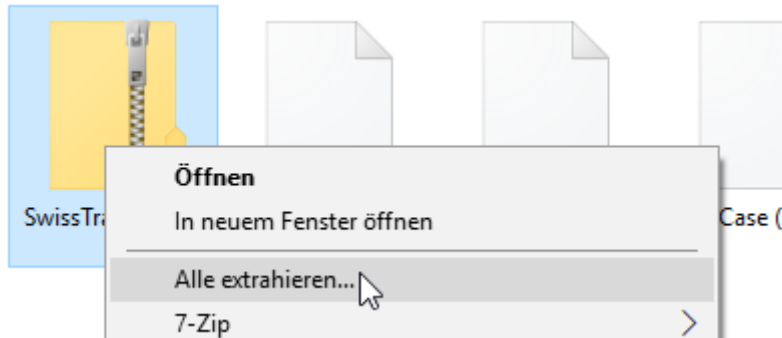 Öffnen
SwissTra
In neuem Fenster öffnen
Case (
Alle extrahieren...
7-Zip